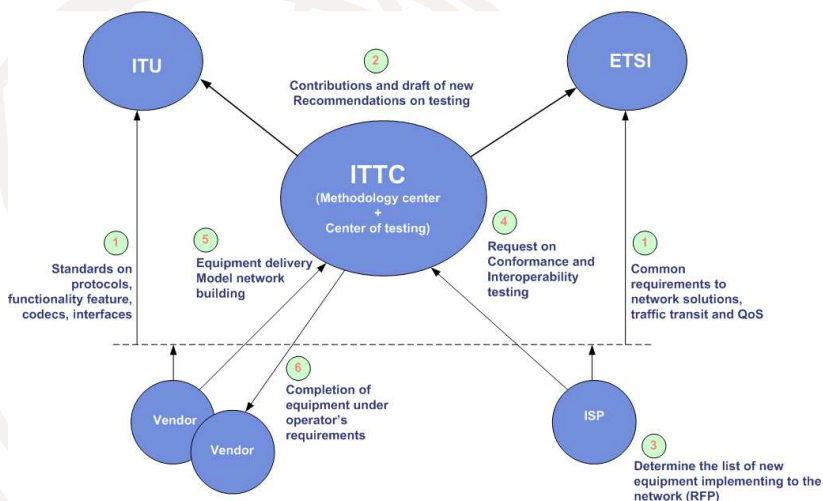 ITU
ETSI
2
Contributions and draft of new
Recommendations on testing
ITTC
(Methodology center
+
Center of testing)
1
Standards on
protocols,
functionality feature,
codecs, interfaces
5
Equipment delivery
Model network
building
4
Request on
Conformance and
Interoperability
testing
1
Common
requirements to
network solutions,
traffic transit and QoS
6
Completion of
equipment under
operator's
requirements
Vendor
Vendor
ISP
3
Determine the list of new
equipment implementing to the
network (RFP)